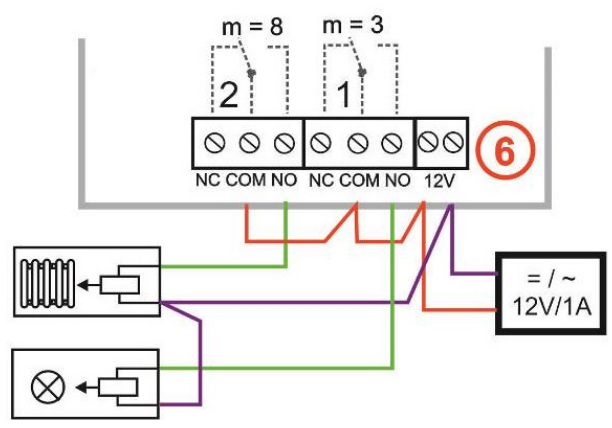 m = 8
m = 3
2
1
6
NC COM NO NC COM NO 12V
= / ~
12V/1A